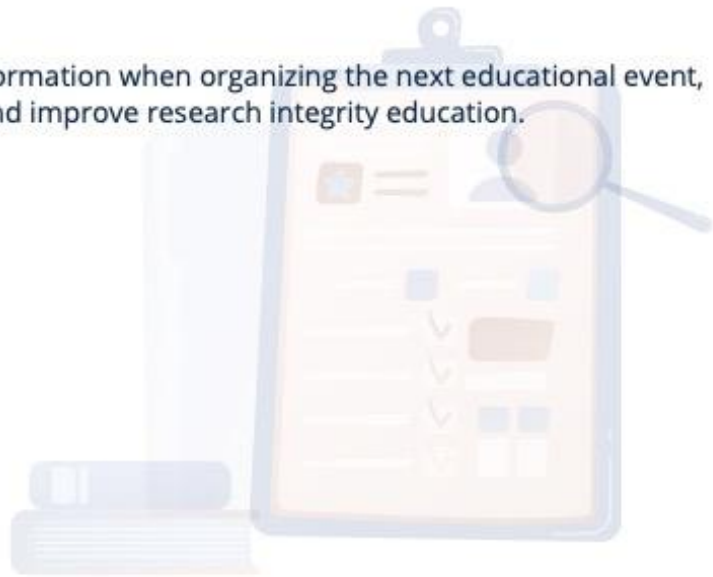 ormation when organizing the next educational event,
nd improve research integrity education.